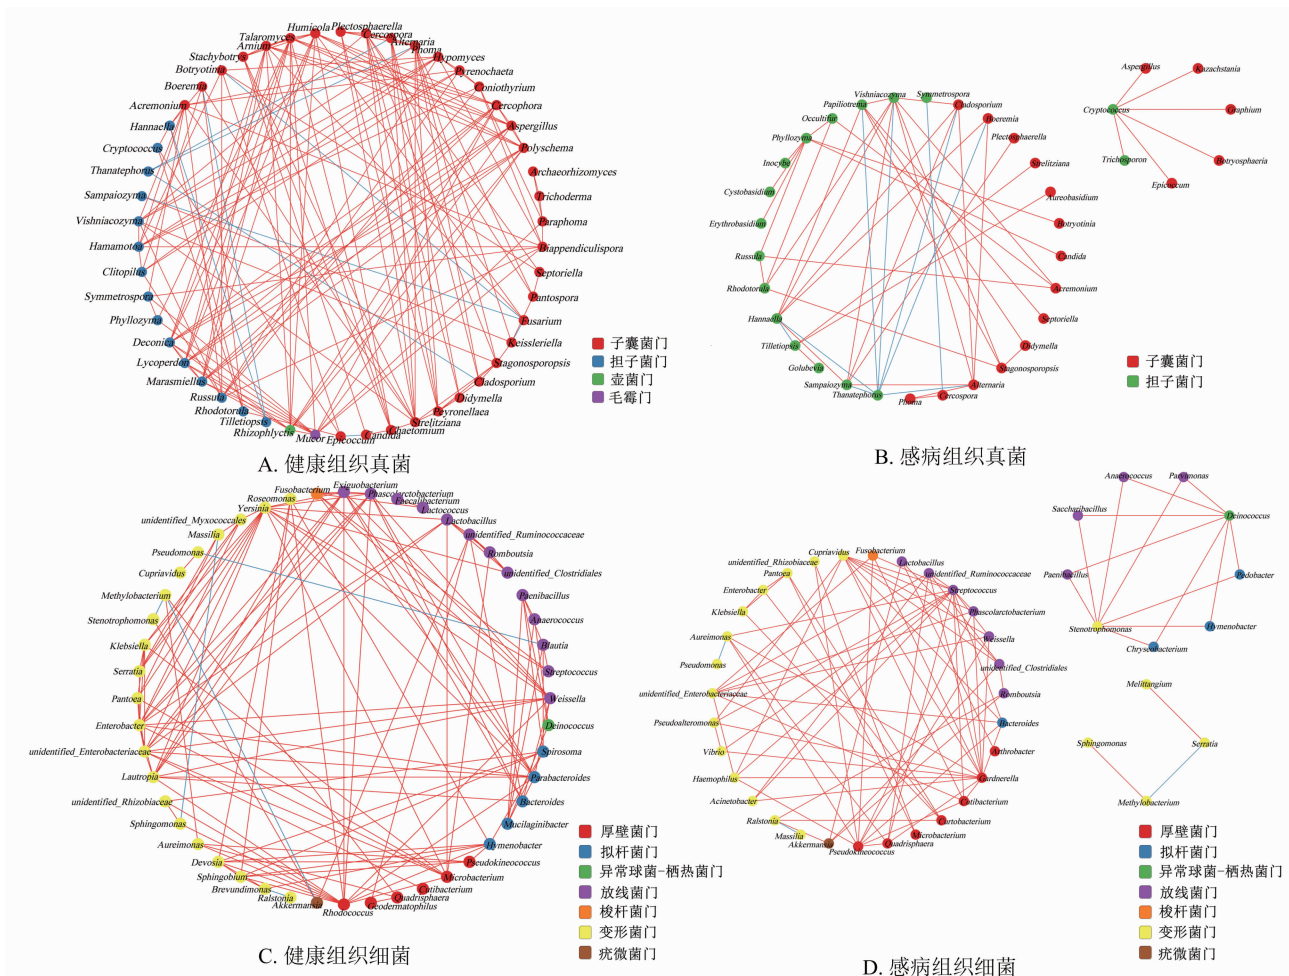 Humicola
Plectosphaerella
Talaromyces
Cercospora
Arnium
Alternaria
Phoma
Stachybotrys
Hypomyces
Botryotinia
Pyrenochaeta
Boeremia
Coniothyrium
Acremonium
Cercophora
Hannaella
Aspergillus
Cryptococcus
Polyschema
Thanatephorus
Archaeorhizomyces
Sampaiozyma
Trichoderma
Vishniacozyma
Paraphoma
Hamamotoa
Biappendiculispora
Clitopilus
Septoriella
Symmetrospora
Pantospora
Phyllozyma
Fusarium
Deconica
Keissleriella
Lycoperdon
Stagonosporopsis
Marasmiellus
Cladosporium
Russula
Didymella
Rhodotorula
Peyronellaea
Tilletiopsis
Strelitziana
Rhizophlyctis
Chaetomium
Mucor
Epicoccum
Candida
子囊菌门
担子菌门
壶菌门
毛霉门
A. 健康组织真菌
Vishniacozyma
Symmetrospora
Papiliotrema
Cladosporium
Occultifur
Boeremia
Phyllozyma
Plectosphaerella
Inocybe
Strelitziana
Cystobasidium
Aureobasidium
Erythrobasidium
Botryotinia
Russula
Candida
Rhodotorula
Acremonium
Hannaella
Septoriella
Tilletiopsis
Didymella
Golubevia
Stagonosporopsis
Sampaiozyma
Alternaria
Thanatephorus
Cercospora
Phoma
Aspergillus
Kazachstania
Cryptococcus
Graphium
Trichosporon
Botryosphaeria
Epicoccum
子囊菌门
担子菌门
B. 感病组织真菌
Fusobacterium
Exiguobacterium
Roseomonas
Phascolarctobacterium
Yersinia
Faecalibacterium
Lactococcus
unidentified_Myxococcales
Lactobacillus
Massilia
unidentified_Ruminococcaceae
Pseudomonas
Romboutsia
Cupriavidus
unidentified_Clostridiales
Methylobacterium
Paenibacillus
Stenotrophomonas
Anaerococcus
Klebsiella
Blautia
Serratia
Streptococcus
Pantoea
Weissella
Enterobacter
Deinococcus
unidentified_Enterobacteriaceae
Spirosoma
Lautropia
Parabacteroides
unidentified_Rhizobiaceae
Bacteroides
Sphingomonas
Mucilaginibacter
Aureimonas
Hymenobacter
Devosia
Pseudokineococcus
Sphingobium
Microbacterium
Brevundimonas
Cutibacterium
Ralstonia
Quadrisphaera
Akkermansia
Geodermatophilus
Rhodococcus
厚壁菌门
拟杆菌门
异常球菌-栖热菌门
放线菌门
梭杆菌门
变形菌门
疣微菌门
C. 健康组织细菌
Cupriavidus
Fusobacterium
unidentified_Rhizobiaceae
Lactobacillus
Pantoea
unidentified_Ruminococcaceae
Enterobacter
Streptococcus
Klebsiella
Phascolarctobacterium
Aureimonas
Weissella
Pseudomonas
unidentified_Clostridiales
unidentified_Enterobacteriaceae
Romboutsia
Pseudoalteromonas
Bacteroides
Vibrio
Arthrobacter
Haemophilus
Gardnerella
Acinetobacter
Cutibacterium
Ralstonia
Curtobacterium
Massilia
Microbacterium
Akkermansia
Quadrisphaera
Pseudokineococcus
Anaerococcus
Parvimonas
Saccharibacillus
Deinococcus
Paenibacillus
Pedobacter
Stenotrophomonas
Hymenobacter
Chryseobacterium
Melittangium
Sphingomonas
Serratia
Methylobacterium
厚壁菌门
拟杆菌门
异常球菌-栖热菌门
放线菌门
梭杆菌门
变形菌门
疣微菌门
D. 感病组织细菌